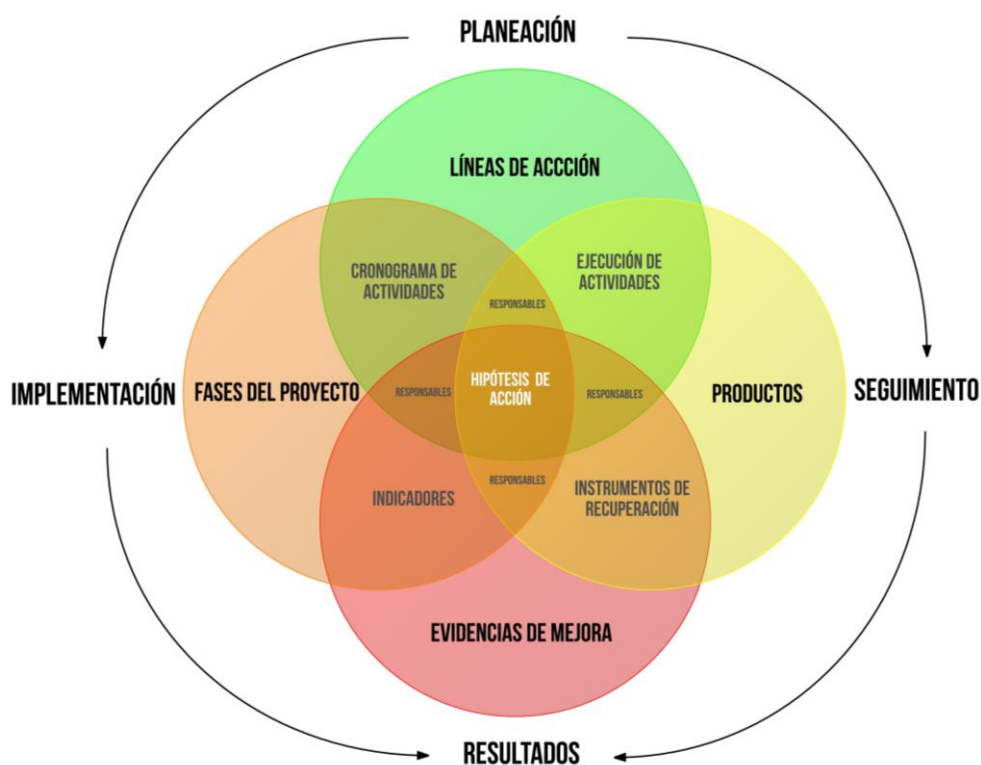 PLANEACIÓN
LÍNEAS DE ACCCIÓN
CRONOGRAMA DE
ACTIVIDADES
EJECUCIÓN DE
ACTIVIDADES
RESPONSABLES
IMPLEMENTACIÓN
FASES DEL PROYECTO
RESPONSABLES
HIPÓTESIS DE
ACCIÓN
RESPONSABLES
PRODUCTOS
SEGUIMIENTO
INDICADORES
RESPONSABLES
INSTRUMENTOS DE
RECUPERACIÓN
EVIDENCIAS DE MEJORA
RESULTADOS